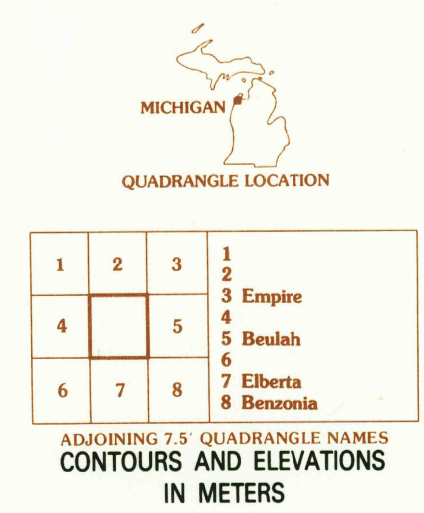 MICHIGAN
QUADRANGLE LOCATION
1 2 3
4 5
6 7 8
1
2
3 Empire
4
5 Beulah
6
7 Elberta
8 Benzonia
ADJOINING 7.5′ QUADRANGLE NAMES
CONTOURS AND ELEVATIONS
IN METERS